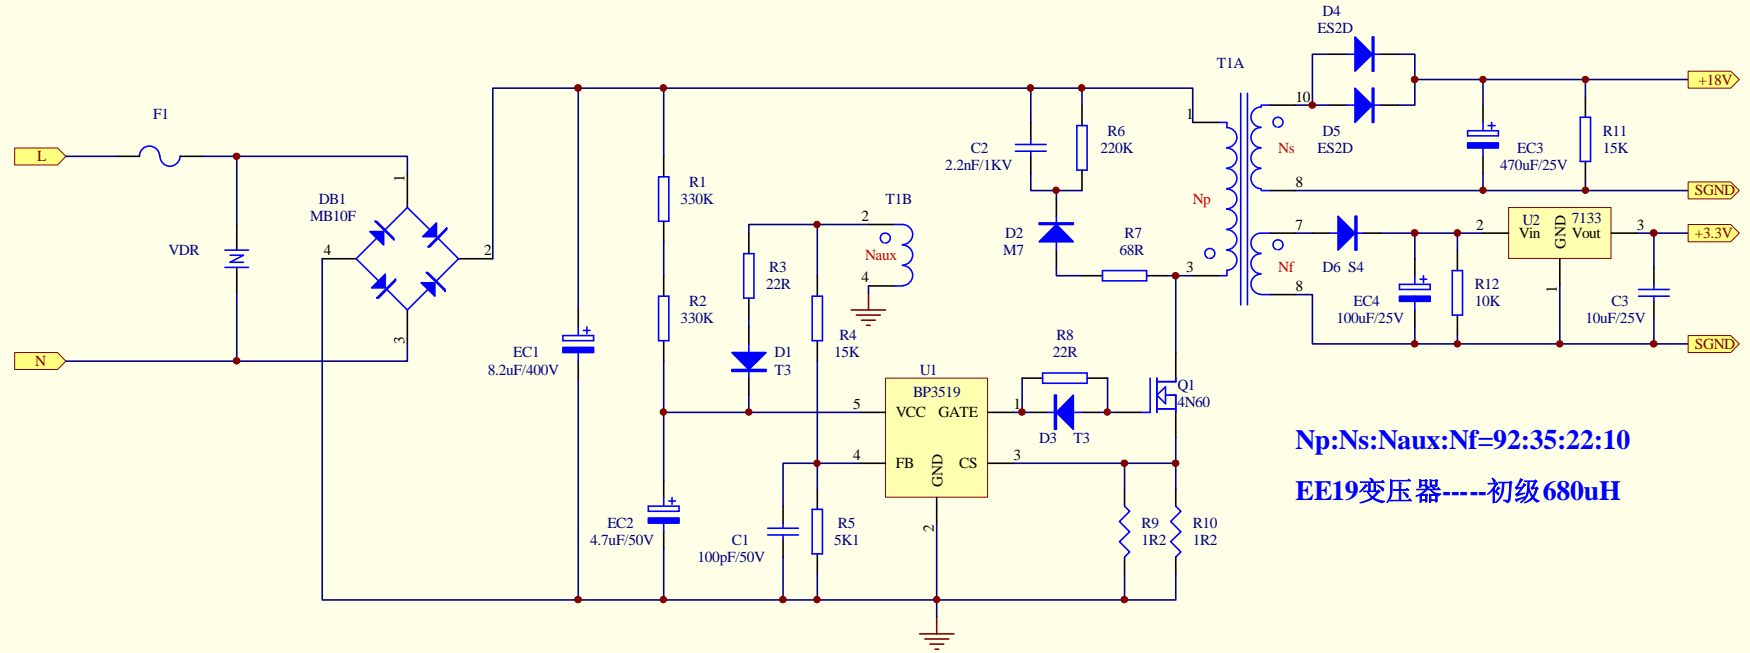 F1
L
N
VDR
DB1
MB10F
1
2
3
4
EC1
8.2uF/400V
R1
330K
R2
330K
EC2
4.7uF/50V
R3
22R
D1
T3
T1B
2
Naux
4
R4
15K
C1
100pF/50V
R5
5K1
U1
BP3519
5
VCC
GATE
1
4
FB
GND
CS
3
2
C2
2.2nF/1KV
R6
220K
D2
M7
R7
68R
R8
22R
D3
T3
Q1
4N60
R9
1R2
R10
1R2
T1A
1
Np
3
10
Ns
8
7
Nf
8
D4
ES2D
D5
ES2D
EC3
470uF/25V
R11
15K
+18V
SGND
D6 S4
EC4
100uF/25V
R12
10K
2
U2
7133
Vin
GND
Vout
3
1
C3
10uF/25V
+3.3V
SGND
Np:Ns:Naux:Nf=92:35:22:10
EE19变压器-----初级680uH